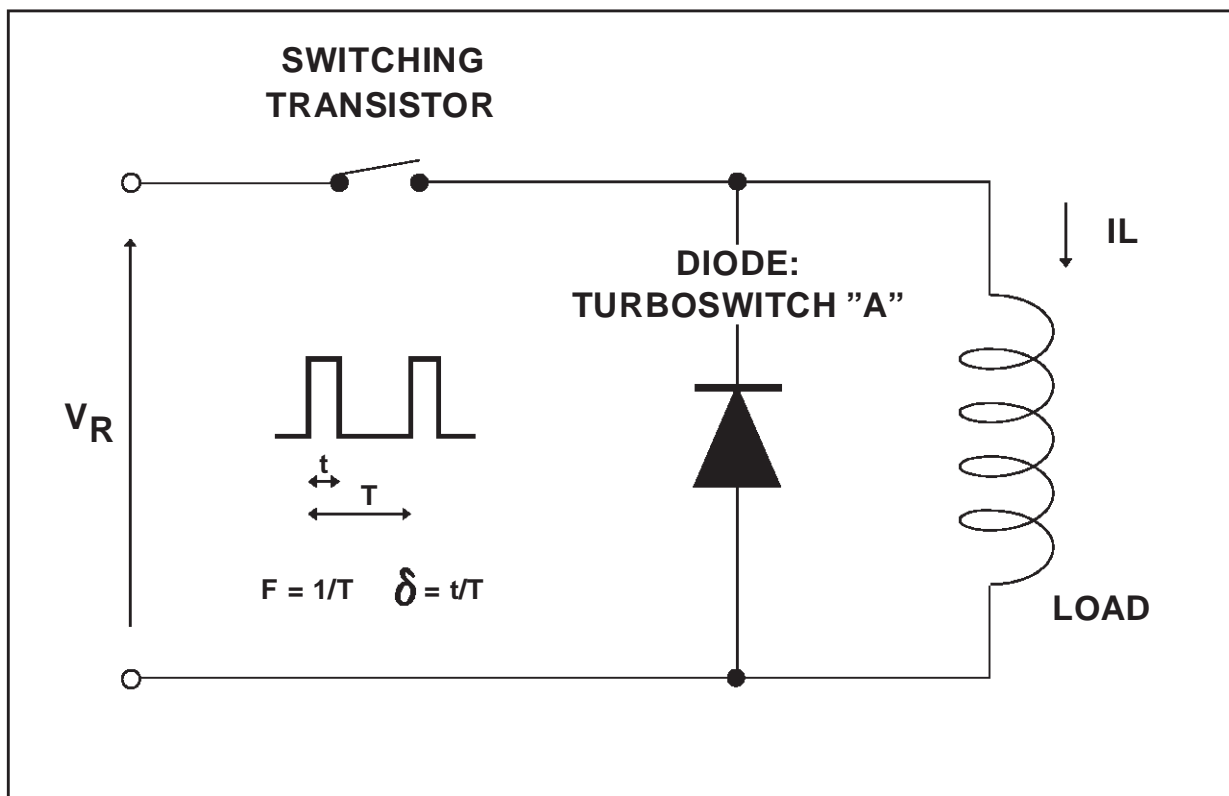 SWITCHING
TRANSISTOR
IL
DIODE:
TURBOSWITCH ”A”
VR
t
T
F = 1/T δ = t/T
LOAD